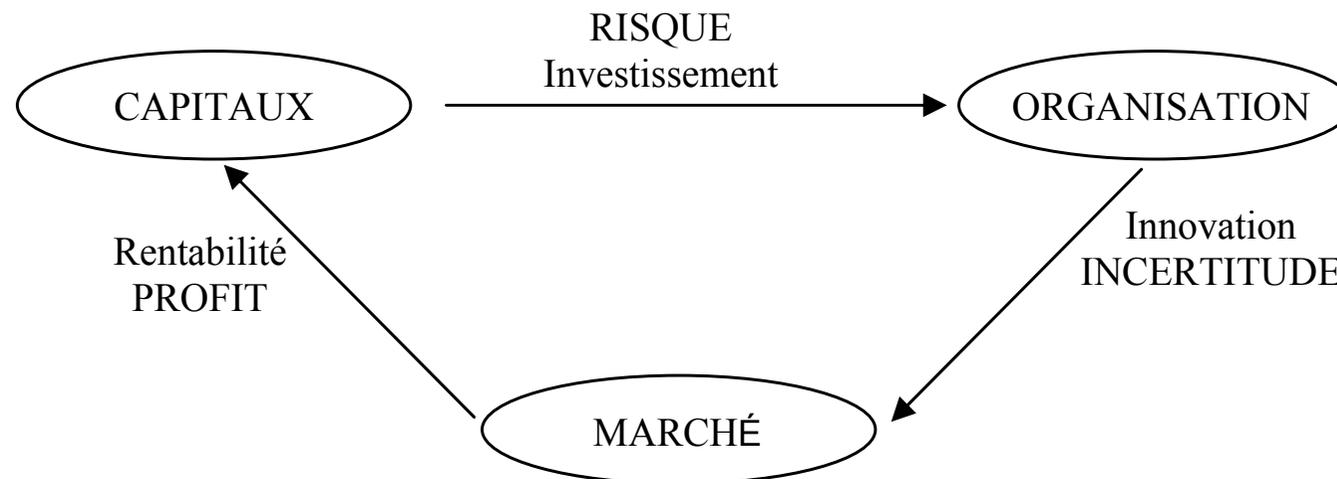 RISQUE
Investissement
CAPITAUX
ORGANISATION
Rentabilité
PROFIT
Innovation
INCERTITUDE
MARCHÉ